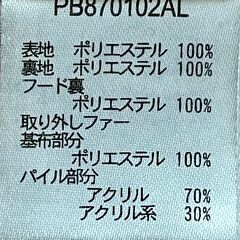 PB870102AL
表地 ポリエステル 100%
裏地 ポリエステル 100%
フード裏
ポリエステル 100%
取り外しファー
基布部分
ポリエステル 100%
パイル部分
アクリル 70%
アクリル系 30%